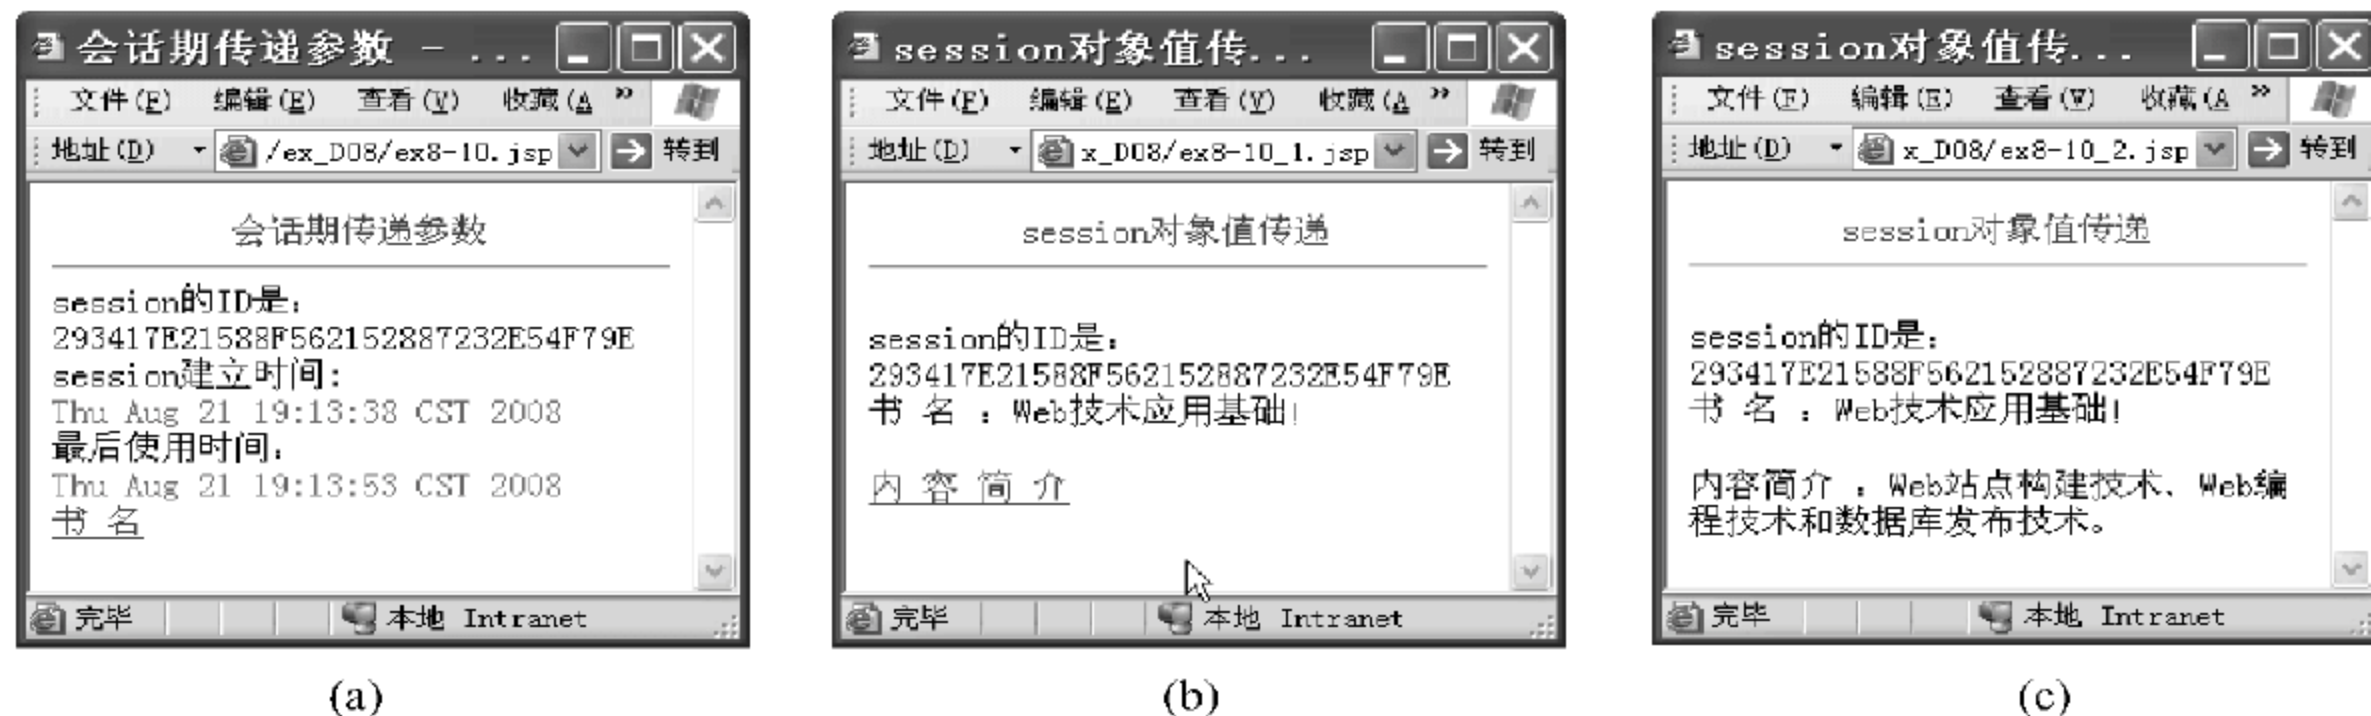 会话期传递参数 - ...
文件(F) 编辑(E) 查看(V) 收藏(A »
地址(D) /ex_D08/ex8-10.jsp 转到
会话期传递参数
session的ID是:
293417E21588F562152887232E54F79E
session建立时间:
Thu Aug 21 19:13:38 CST 2008
最后使用时间:
Thu Aug 21 19:13:53 CST 2008
书 名
完毕 本地 Intranet
(a)
session对象值传...
文件(F) 编辑(E) 查看(V) 收藏(A »
地址(D) x_D08/ex8-10_1.jsp 转到
session对象值传递
session的ID是:
293417E21588F562152887232E54F79E
书 名 : Web技术应用基础!
内 容 简 介
完毕 本地 Intranet
(b)
session对象值传...
文件(F) 编辑(E) 查看(V) 收藏(A »
地址(D) x_D08/ex8-10_2.jsp 转到
session对象值传递
session的ID是:
293417E21588F562152887232E54F79E
书 名 : Web技术应用基础!
内容简介 : Web站点构建技术、Web编
程技术和数据库发布技术。
完毕 本地 Intranet
(c)